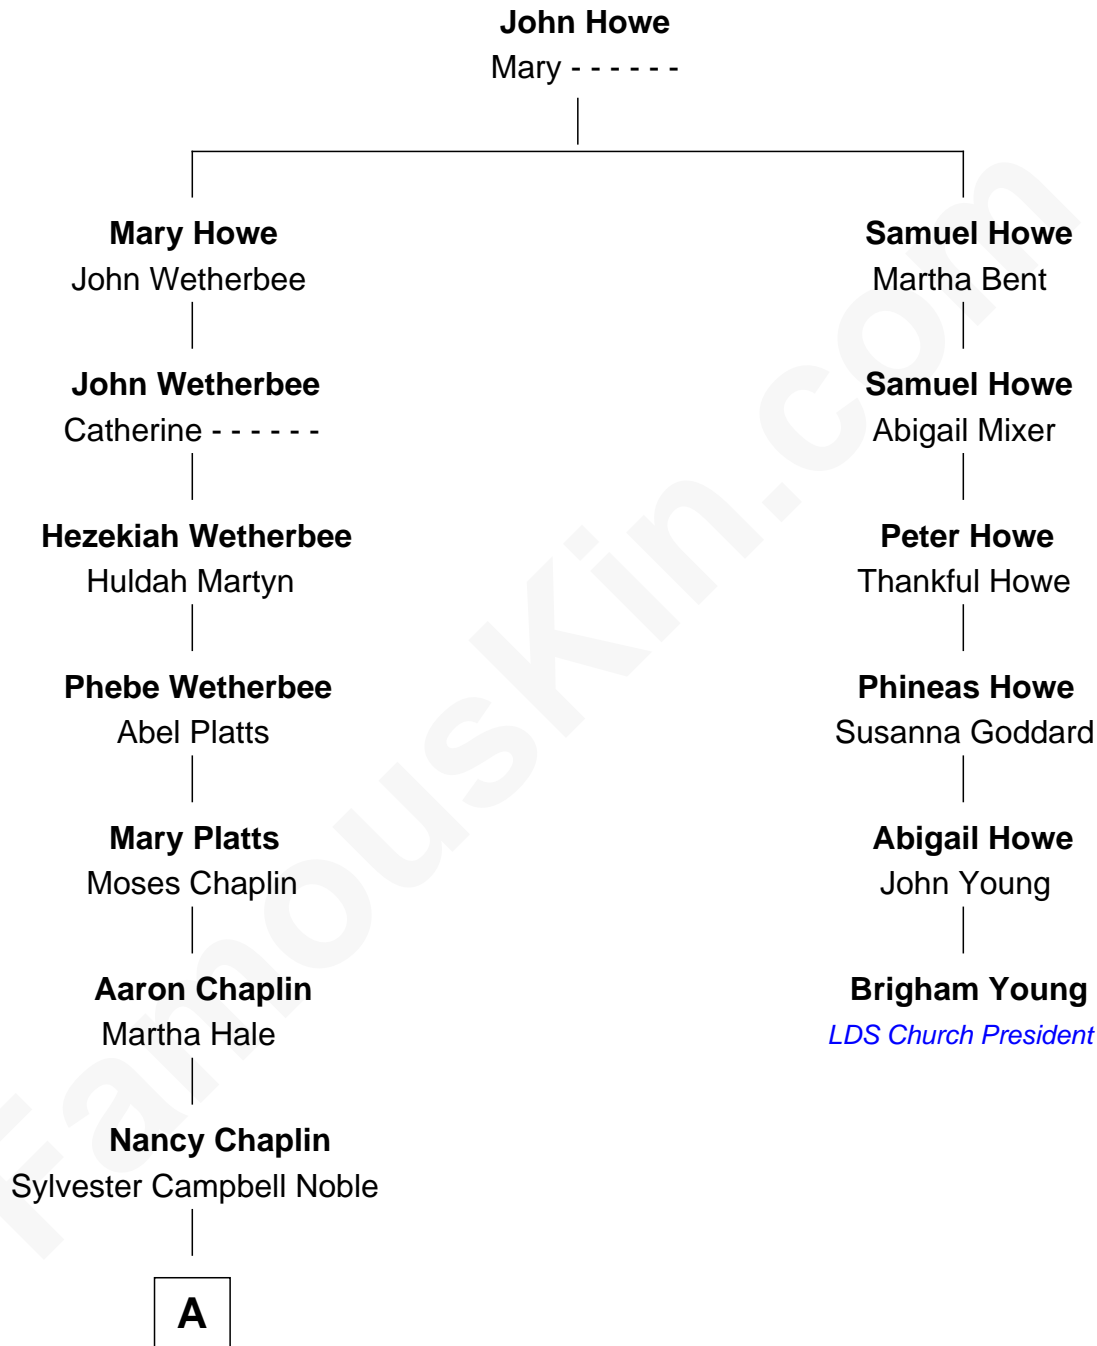 John Howe
Mary - - - - - -
Mary Howe
John Wetherbee
Samuel Howe
Martha Bent
John Wetherbee
Catherine - - - - - -
Samuel Howe
Abigail Mixer
Hezekiah Wetherbee
Huldah Martyn
Peter Howe
Thankful Howe
Phebe Wetherbee
Abel Platts
Phineas Howe
Susanna Goddard
Mary Platts
Moses Chaplin
Abigail Howe
John Young
Aaron Chaplin
Martha Hale
Brigham Young
LDS Church President
Nancy Chaplin
Sylvester Campbell Noble
A
FamousKin.com